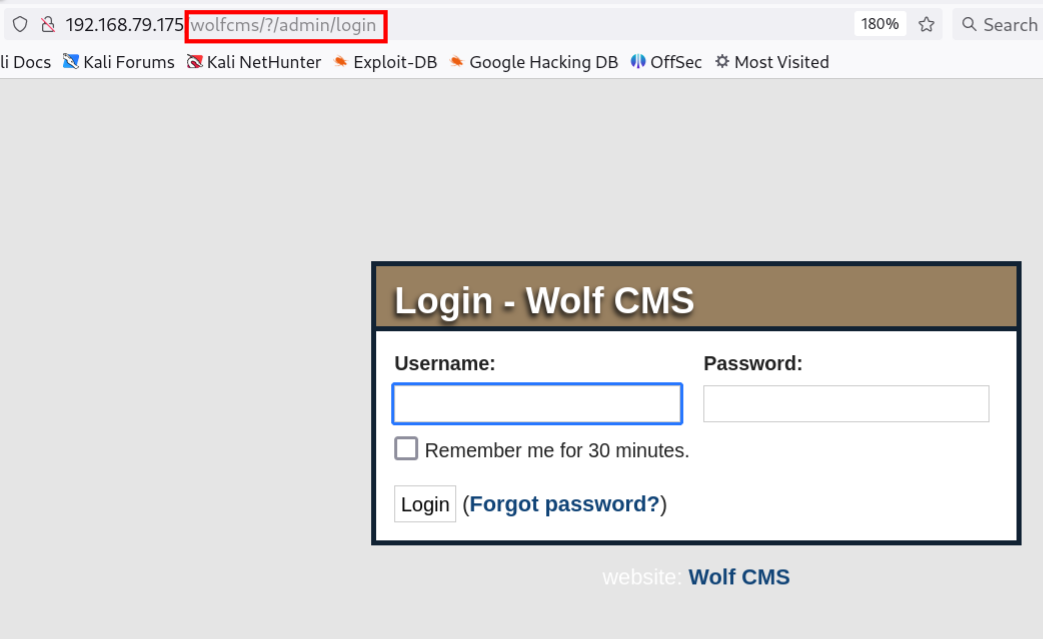 192.168.79.175/wolfcms/?/admin/login 180% Search
li Docs Kali Forums Kali NetHunter Exploit-DB Google Hacking DB OffSec Most Visited
Login - Wolf CMS
Username: Password:
Remember me for 30 minutes.
Login (Forgot password?)
website: Wolf CMS